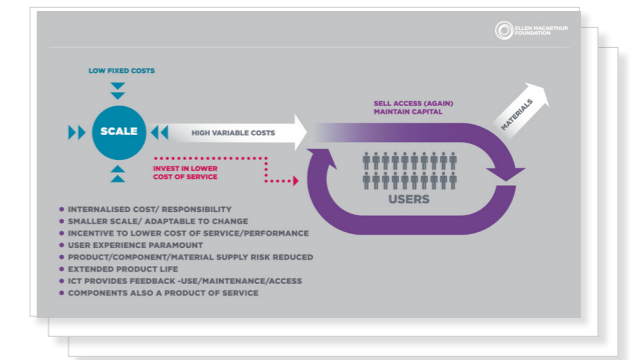 ELLEN MACARTHUR
FOUNDATION
LOW FIXED COSTS
SCALE
HIGH VARIABLE COSTS
SELL ACCESS (AGAIN)
MAINTAIN CAPITAL
MATERIALS
INVEST IN LOWER
COST OF SERVICE
USERS
• INTERNALISED COST/ RESPONSIBILITY
• SMALLER SCALE/ ADAPTABLE TO CHANGE
• INCENTIVE TO LOWER COST OF SERVICE/PERFORMANCE
• USER EXPERIENCE PARAMOUNT
• PRODUCT/COMPONENT/MATERIAL SUPPLY RISK REDUCED
• EXTENDED PRODUCT LIFE
• ICT PROVIDES FEEDBACK -USE/MAINTENANCE/ACCESS
• COMPONENTS ALSO A PRODUCT OF SERVICE